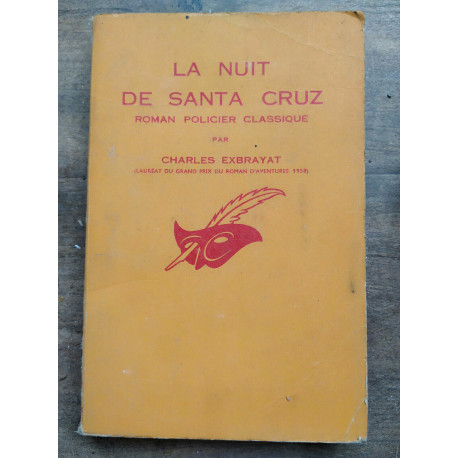 LA NUIT
DE SANTA CRUZ
ROMAN POLICIER CLASSIQUE
PAR
CHARLES EXBRAYAT
(LAURÉAT DU GRAND PRIX DU ROMAN D'AVENTURES 1958)